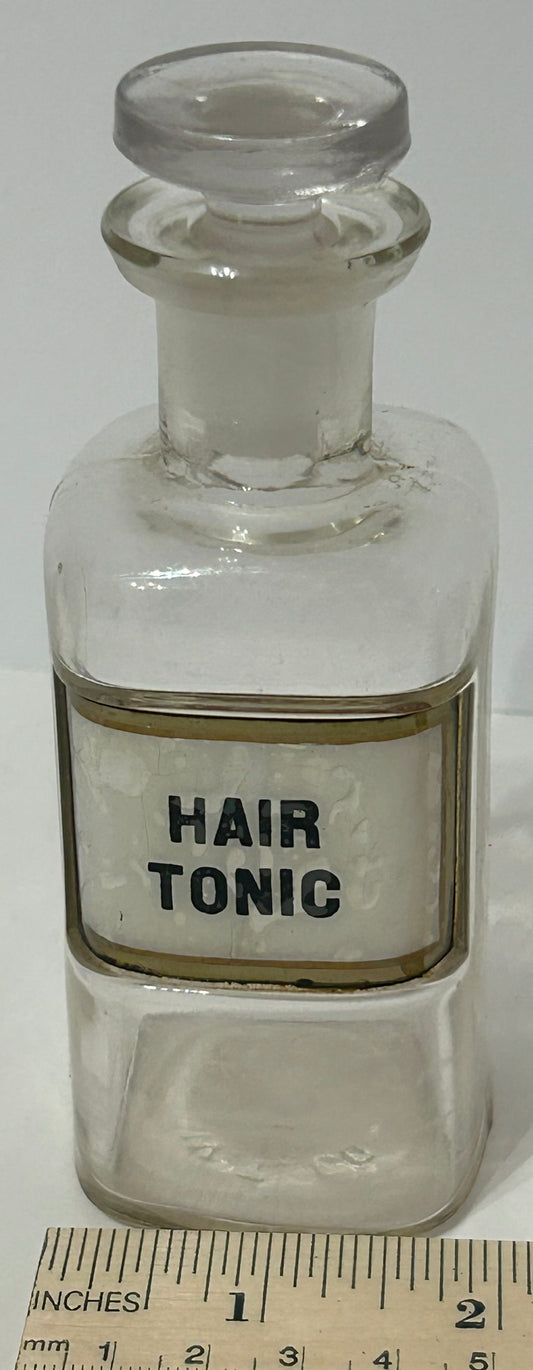 HAIR
TONIC
INCHES 1 2
mm 1 2 3 4 5